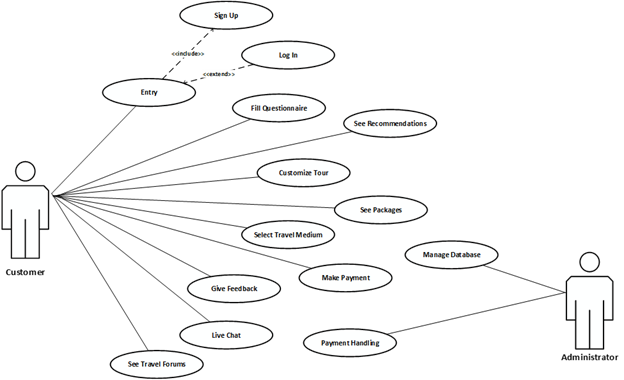 Sign Up
<<include>>
Log In
<<extend>>
Entry
Fill Questionnaire
See Recommendations
Customize Tour
See Packages
Select Travel Medium
Manage Database
Customer
Make Payment
Give Feedback
Live Chat
Payment Handling
Administrator
See Travel Forums